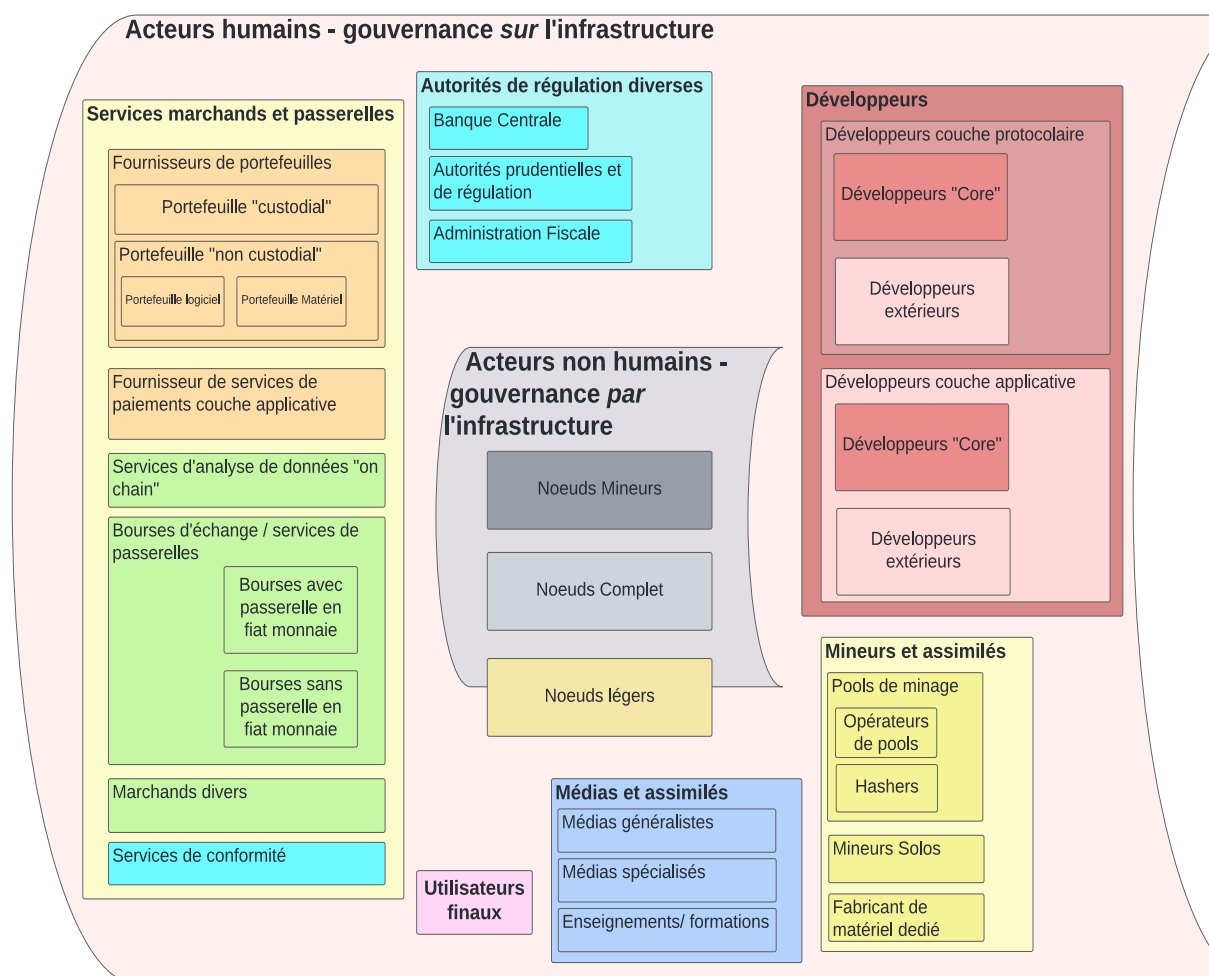 Acteurs humains - gouvernance sur l'infrastructure
Services marchands et passerelles
Fournisseurs de portefeuilles
Portefeuille "custodial"
Portefeuille "non custodial"
Portefeuille logiciel
Portefeuille Matériel
Fournisseur de services de
paiements couche applicative
Services d'analyse de données "on
chain"
Bourses d'échange / services de
passerelles
Bourses avec
passerelle en
fiat monnaie
Bourses sans
passerelle en
fiat monnaie
Marchands divers
Services de conformité
Autorités de régulation diverses
Banque Centrale
Autorités prudentielles et
de régulation
Administration Fiscale
Acteurs non humains -
gouvernance par
l'infrastructure
Noeuds Mineurs
Noeuds Complet
Noeuds légers
Utilisateurs
finaux
Médias et assimilés
Médias généralistes
Médias spécialisés
Enseignements/ formations
Développeurs
Développeurs couche protocolaire
Développeurs "Core"
Développeurs
extérieurs
Développeurs couche applicative
Développeurs "Core"
Développeurs
extérieurs
Mineurs et assimilés
Pools de minage
Opérateurs
de pools
Hashers
Mineurs Solos
Fabricant de
matériel dedié